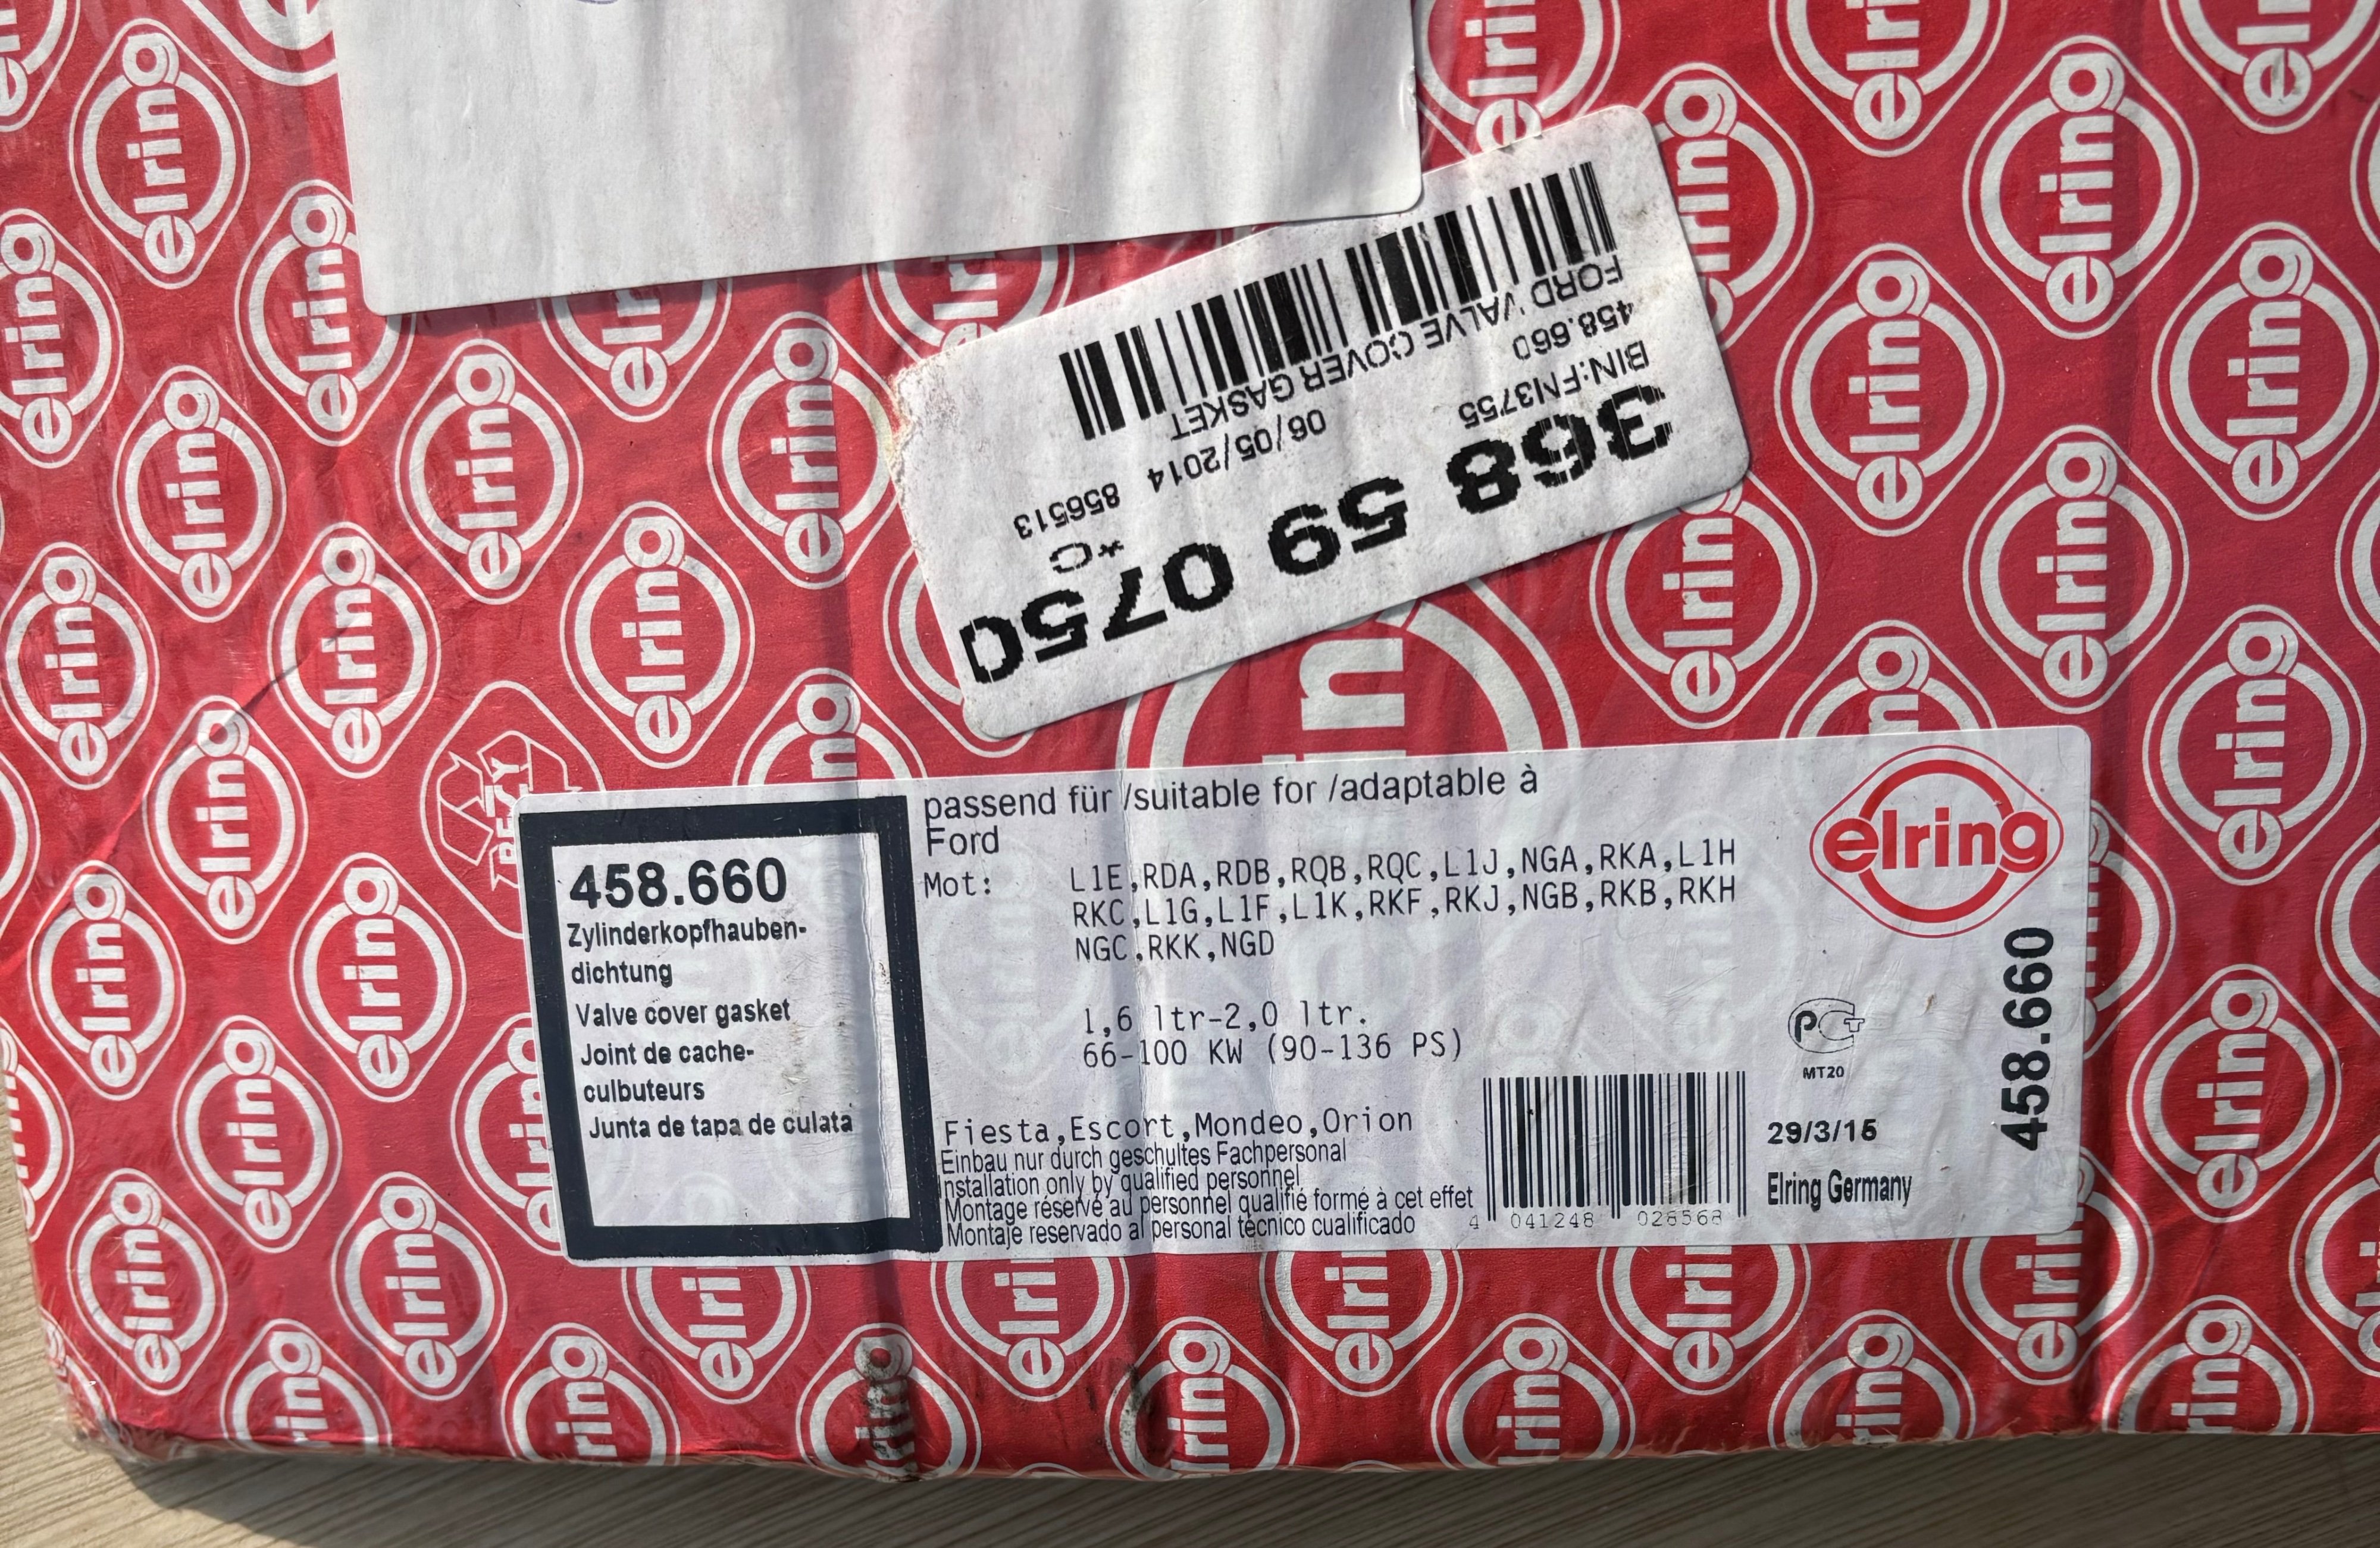 FORD VALVE COVER GASKET
458.660
BIN:FN3755
06/05/2014 856513
*C
368 59 0750
elring
passend für /suitable for /adaptable à
Ford
Mot: L1E,RDA,RDB,RQB,RQC,L1J,NGA,RKA,L1H
RKC,L1G,L1F,L1K,RKF,RKJ,NGB,RKB,RKH
NGC,RKK,NGD
1,6 ltr-2,0 ltr.
66-100 KW (90-136 PS)
Fiesta,Escort,Mondeo,Orion
Einbau nur durch geschultes Fachpersonal
nstallation only by qualified personnel
Montage réservé au personnel qualifié formé à cet effet
Montaje reservado al personal técnico cualificado
458.660
Zylinderkopfhauben-
dichtung
Valve cover gasket
Joint de cache-
culbuteurs
Junta de tapa de culata
elring
MT20
29/3/15
Elring Germany
4 041248 026568
458.660